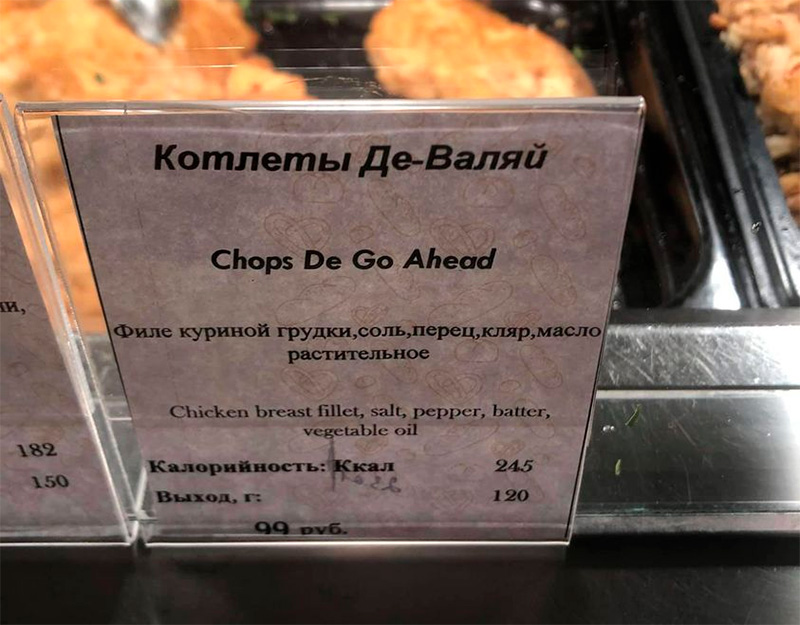 Котлеты Де-Валяй
Chops De Go Ahead
Филе куриной грудки,соль,перец,кляр,масло
растительное
Chicken breast fillet, salt, pepper, batter,
vegetable oil
Калорийность: Ккал 245
Выход, г: 120
99 руб.
182
150